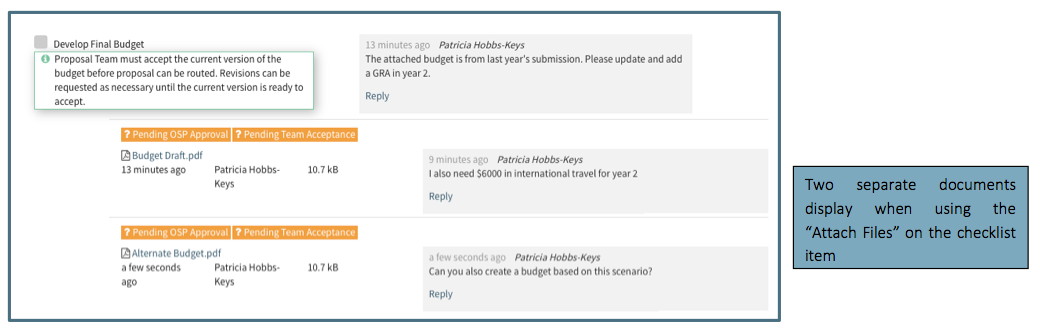 Develop Final Budget
Proposal Team must accept the current version of the
budget before proposal can be routed. Revisions can be
requested as necessary until the current version is ready to
accept.
13 minutes ago Patricia Hobbs-Keys
The attached budget is from last year's submission. Please update and add
a GRA in year 2.
Reply
? Pending OSP Approval ? Pending Team Acceptance
Budget Draft.pdf
13 minutes ago Patricia Hobbs- 10.7 kB
Keys
9 minutes ago Patricia Hobbs-Keys
I also need $6000 in international travel for year 2
Reply
? Pending OSP Approval ? Pending Team Acceptance
Alternate Budget.pdf
a few seconds Patricia Hobbs- 10.7 kB
ago Keys
a few seconds ago Patricia Hobbs-Keys
Can you also create a budget based on this scenario?
Reply
Two separate documents
display when using the
“Attach Files” on the checklist
item